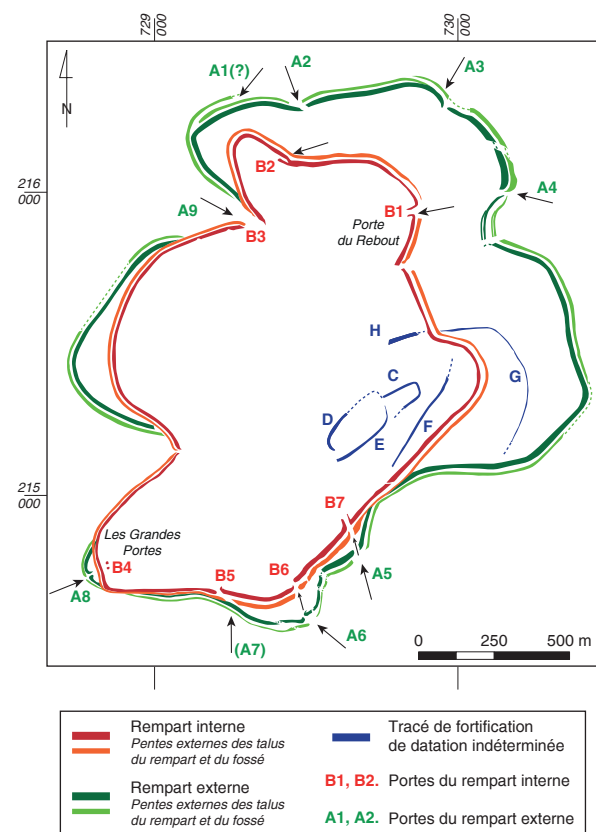 729
000
730
000
A1(?)
A2
A3
N
B2
A4
216
000
A9
B1
B3
Porte
du Rebout
H
C
G
D
F
E
215
000
B7
Les Grandes
Portes
B4
B5
B6
A5
A8
(A7)
A6
0 250 500 m
Rempart interne
Pentes externes des talus
du rempart et du fossé
Rempart externe
Pentes externes des talus
du rempart et du fossé
Tracé de fortification
de datation indéterminée
B1, B2. Portes du rempart interne
A1, A2. Portes du rempart externe